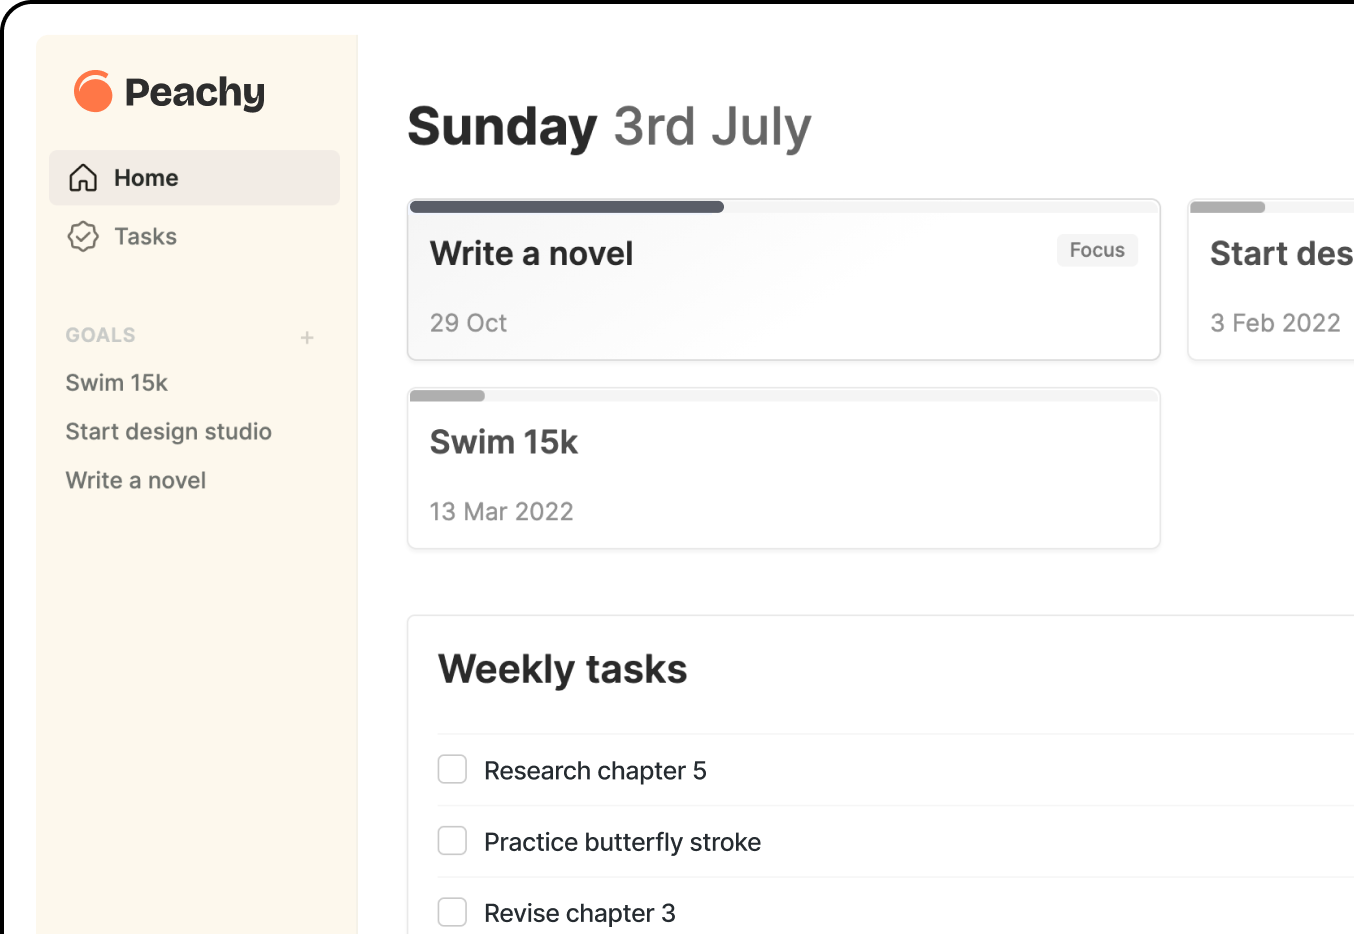 Peachy
Home
Tasks
GOALS +
Swim 15k
Start design studio
Write a novel
Sunday 3rd July
Write a novel
Focus
29 Oct
Start des
3 Feb 2022
Swim 15k
13 Mar 2022
Weekly tasks
Research chapter 5
Practice butterfly stroke
Revise chapter 3